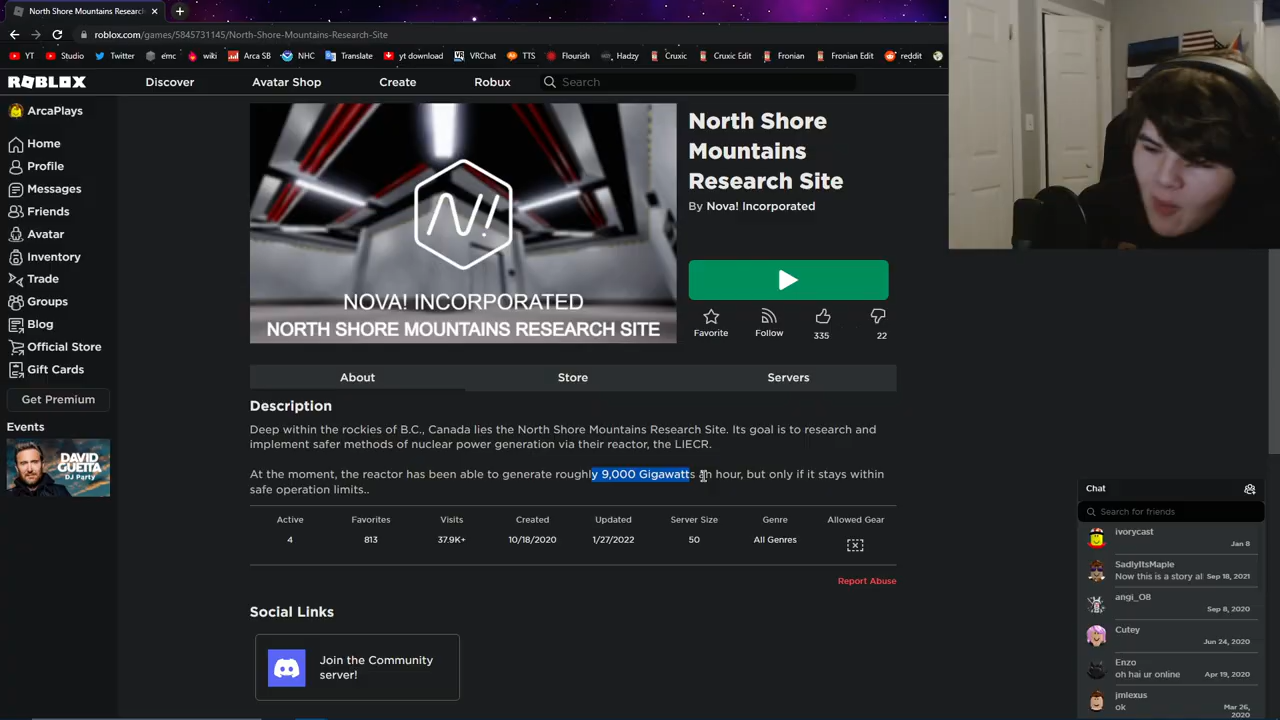 North Shore Mountains Research
roblox.com/games/5845731145/North-Shore-Mountains-Research-Site
YT
Studio
Twitter
emc
wiki
Arca SB
NHC
Translate
yt download
VRChat
TTS
Flourish
Hadzy
Cruxic
Cruxic Edit
Fronian
Fronian Edit
reddit
ROBLOX
Discover
Avatar Shop
Create
Robux
Search
ArcaPlays
Home
Profile
Messages
Friends
Avatar
Inventory
Trade
Groups
Blog
Official Store
Gift Cards
Get Premium
Events
DAVID
GUETTA
DJ Party
N!
NOVA! INCORPORATED
NORTH SHORE MOUNTAINS RESEARCH SITE
North Shore
Mountains
Research Site
By Nova! Incorporated
Favorite
Follow
335
22
About
Store
Servers
Description
Deep within the rockies of B.C., Canada lies the North Shore Mountains Research Site. Its goal is to research and
implement safer methods of nuclear power generation via their reactor, the LIECR.
At the moment, the reactor has been able to generate roughly 9,000 Gigawatts an hour, but only if it stays within
safe operation limits..
Active
Favorites
Visits
Created
Updated
Server Size
Genre
Allowed Gear
4
813
37.9K+
10/18/2020
1/27/2022
50
All Genres
Report Abuse
Social Links
Join the Community
server!
Chat
Search for friends
ivorycast
Jan 8
SadlyItsMaple
Now this is a story al
Sep 18, 2021
angi_O8
Sep 8, 2020
Cutey
Jun 24, 2020
Enzo
oh hai ur online
Apr 19, 2020
jmlexus
ok
Mar 26,
2020